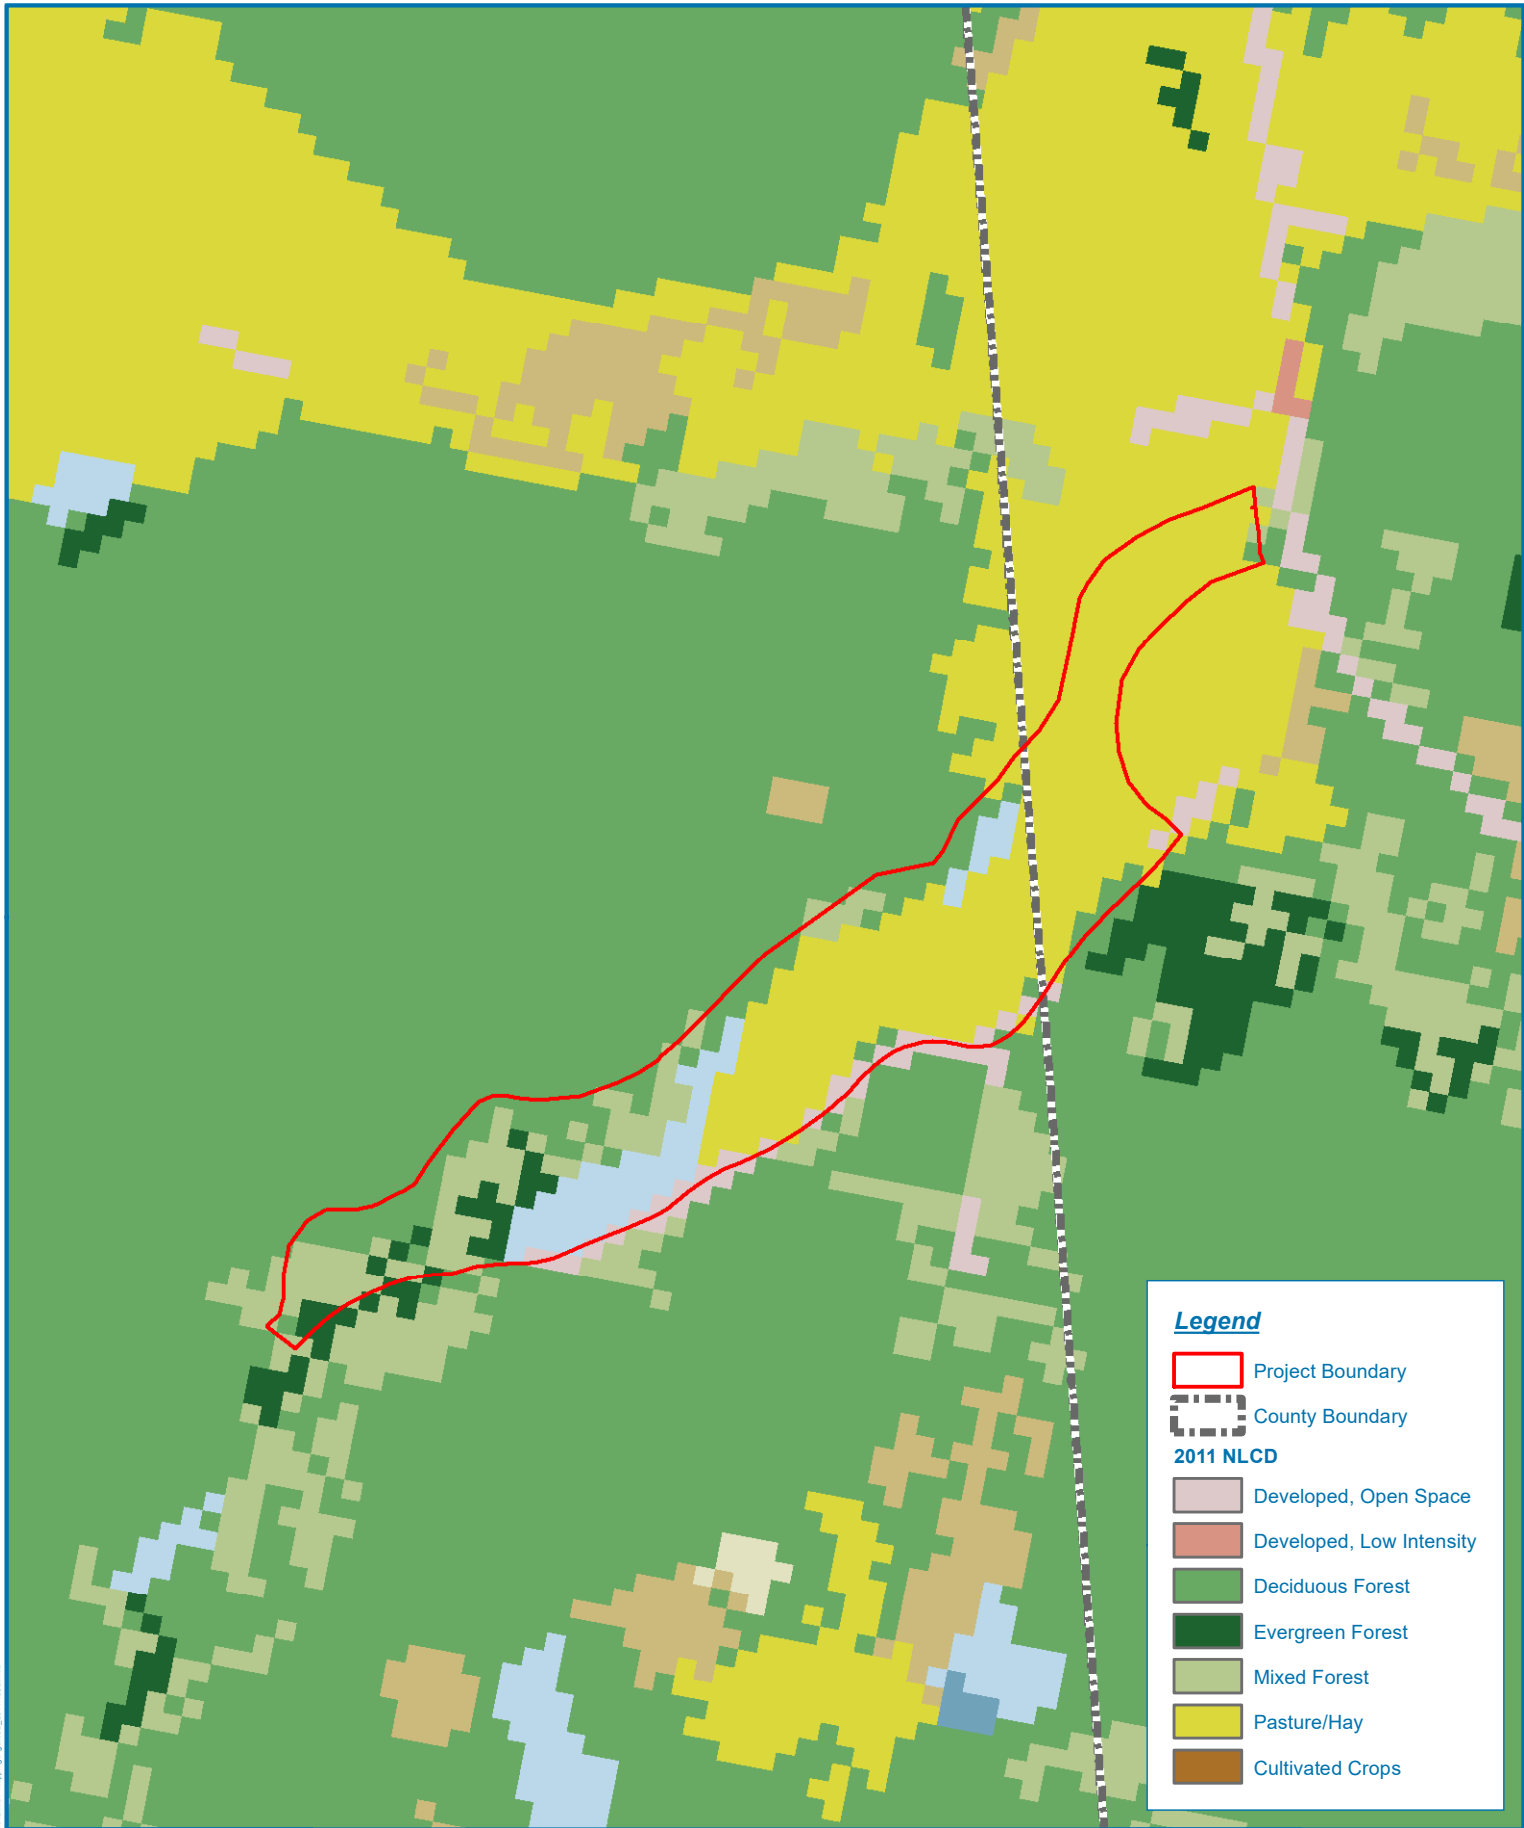 Legend
Project Boundary
County Boundary
2011 NLCD
Developed, Open Space
Developed, Low Intensity
Deciduous Forest
Evergreen Forest
Mixed Forest
Pasture/Hay
Cultivated Crops